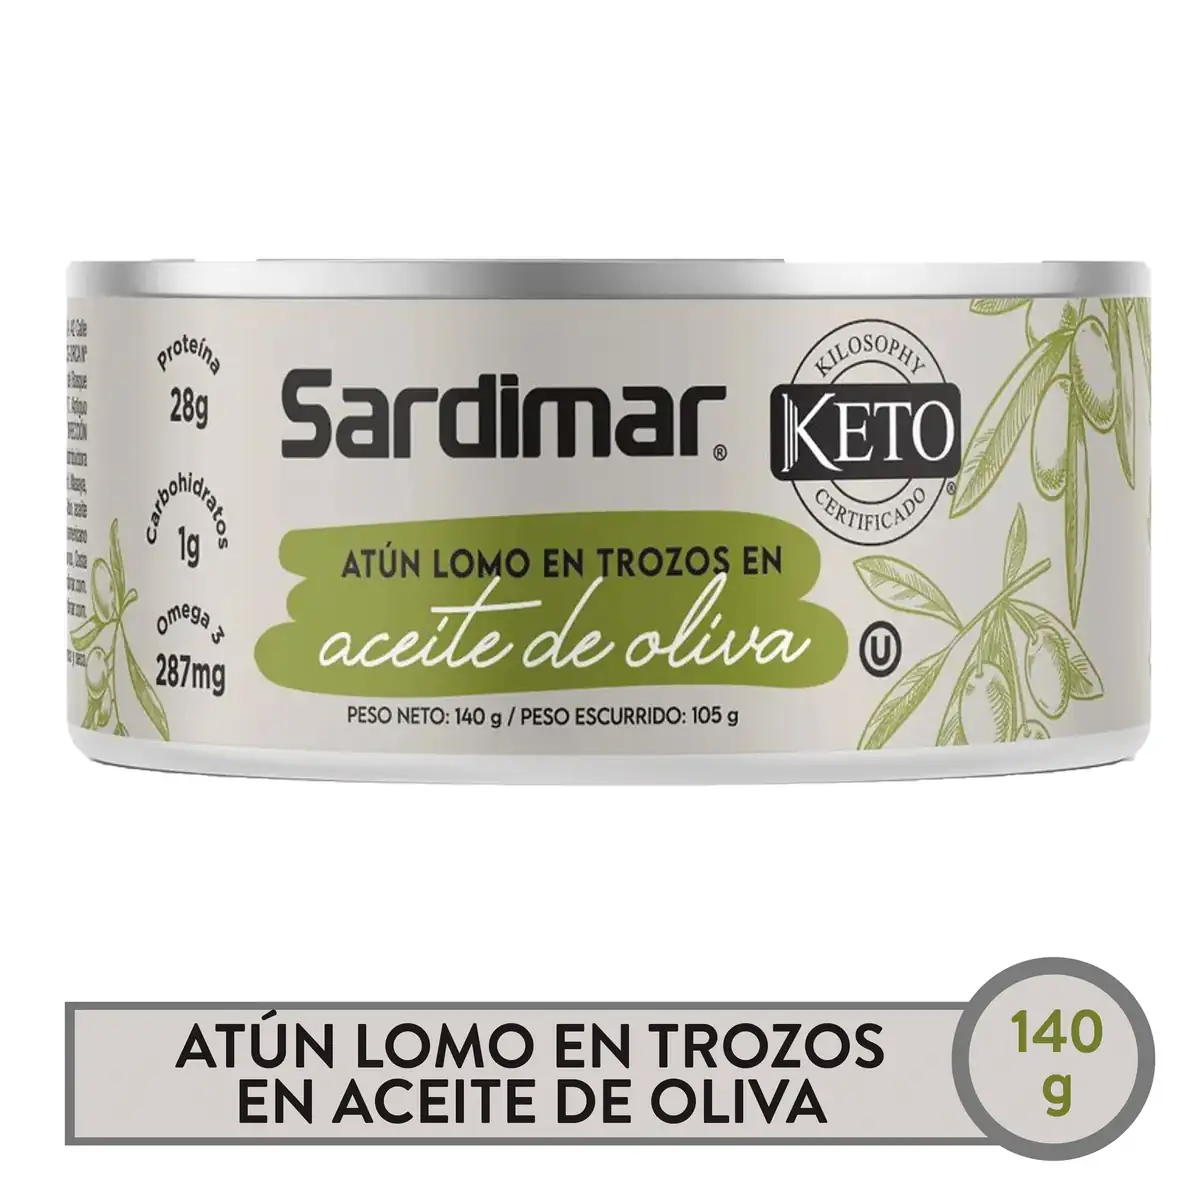 Proteína
28g
Carbohidratos
1g
Omega 3
287mg
Sardimar®
KILOSOPHY
KETO®
CERTIFICADO
ATÚN LOMO EN TROZOS EN
aceite de oliva
U
PESO NETO: 140 g / PESO ESCURRIDO: 105 g
ATÚN LOMO EN TROZOS
EN ACEITE DE OLIVA
140
g